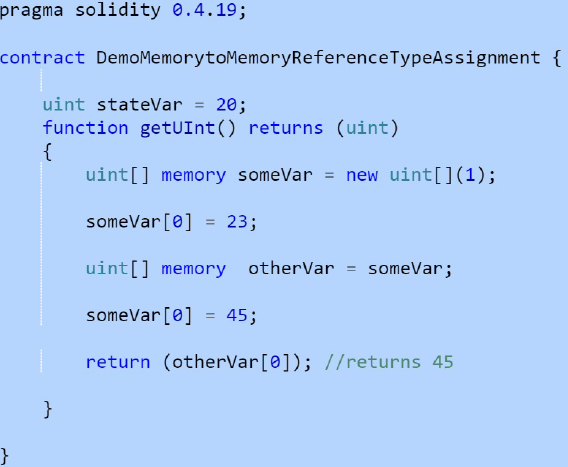 pragma solidity 0.4.19;
contract DemoMemorytoMemoryReferenceTypeAssignment {
uint stateVar = 20;
function getUInt() returns (uint)
{
uint[] memory someVar = new uint[](1);
someVar[0] = 23;
uint[] memory  otherVar = someVar;
someVar[0] = 45;
return (otherVar[0]); //returns 45
}
}